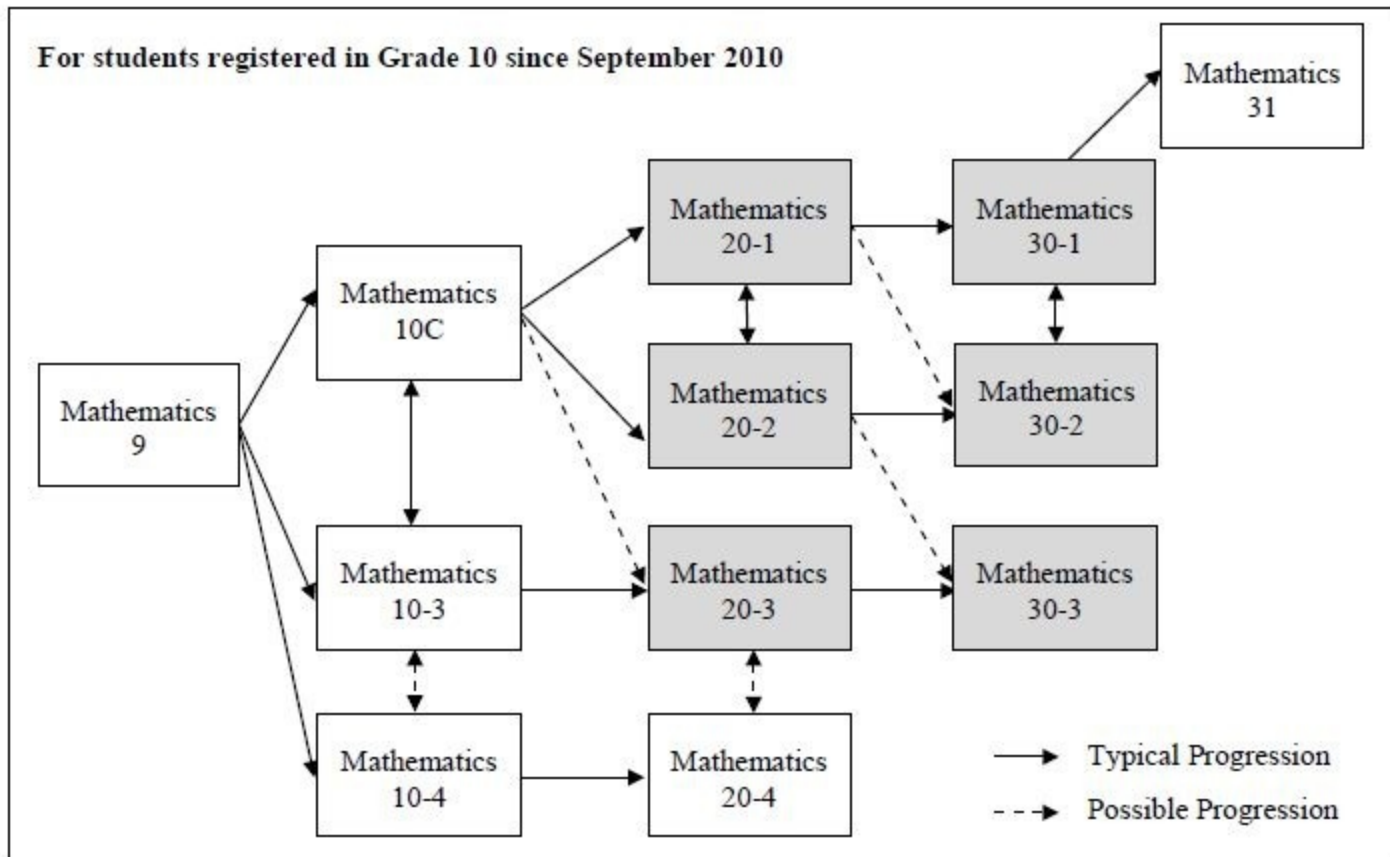 For students registered in Grade 10 since September 2010
Mathematics
31
Mathematics
20-1
Mathematics
30-1
Mathematics
10C
Mathematics
20-2
Mathematics
30-2
Mathematics
9
Mathematics
10-3
Mathematics
20-3
Mathematics
30-3
Mathematics
10-4
Mathematics
20-4
Typical Progression
Possible Progression